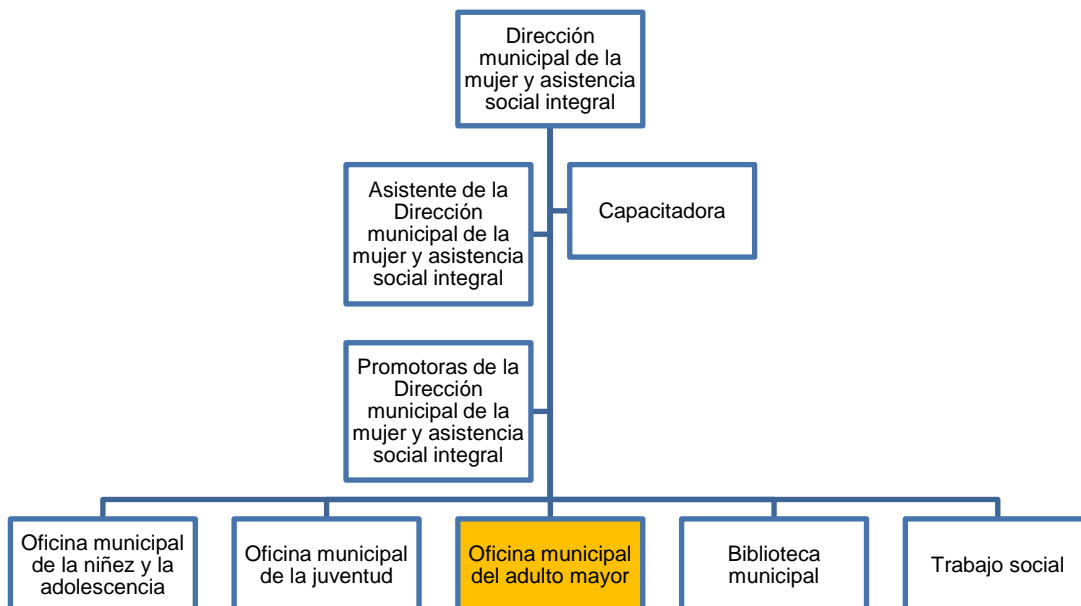 Dirección
municipal de la
mujer y asistencia
social integral
Asistente de la
Dirección
municipal de la
mujer y asistencia
social integral
Capacitadora
Promotoras de la
Dirección
municipal de la
mujer y asistencia
social integral
Oficina municipal
de la niñez y la
adolescencia
Oficina municipal
de la juventud
Oficina municipal
del adulto mayor
Biblioteca
municipal
Trabajo social